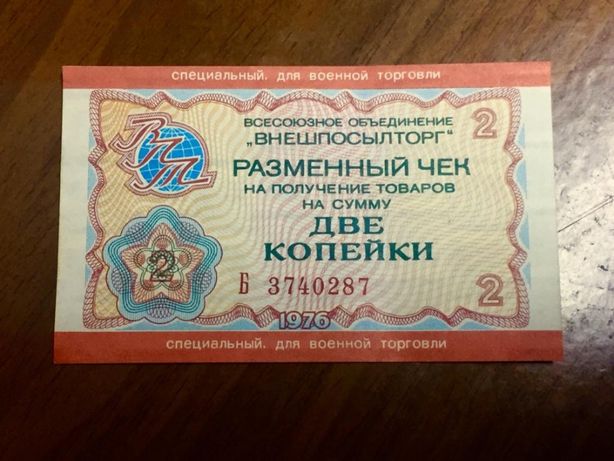 специальный. для военной торговли
ВПТ
ВСЕСОЮЗНОЕ ОБЪЕДИНЕНИЕ
„ВНЕШПОСЫЛТОРГ"
2
РАЗМЕННЫЙ ЧЕК
НА ПОЛУЧЕНИЕ ТОВАРОВ
НА СУММУ
ДВЕ
КОПЕЙКИ
2
Б 3740287
2
1976
специальный. для военной торговли